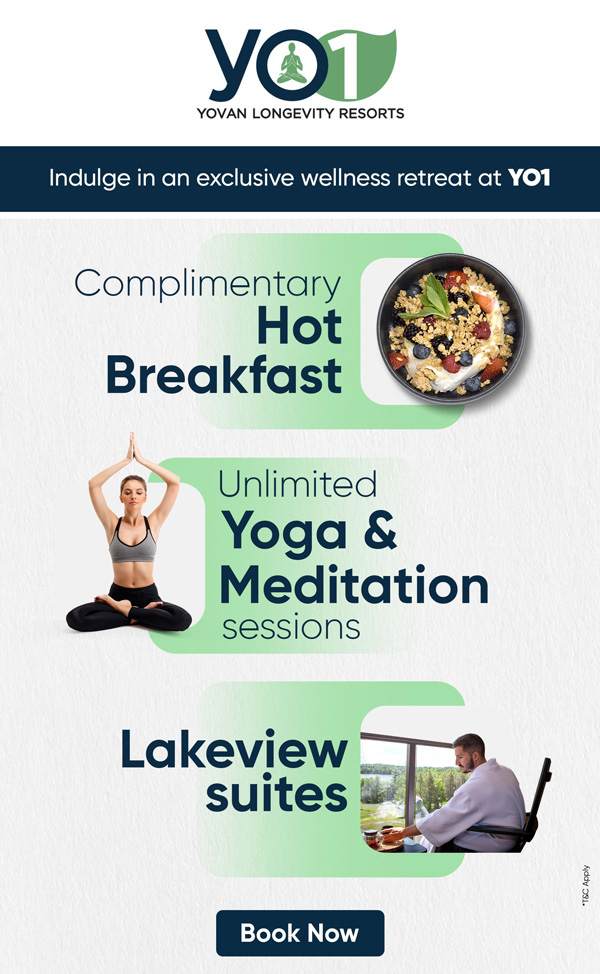 YO1
YOVAN LONGEVITY RESORTS
Indulge in an exclusive wellness retreat at YO1
Complimentary
Hot
Breakfast
Unlimited
Yoga &
Meditation
sessions
Lakeview
suites
*T&C Apply
Book Now